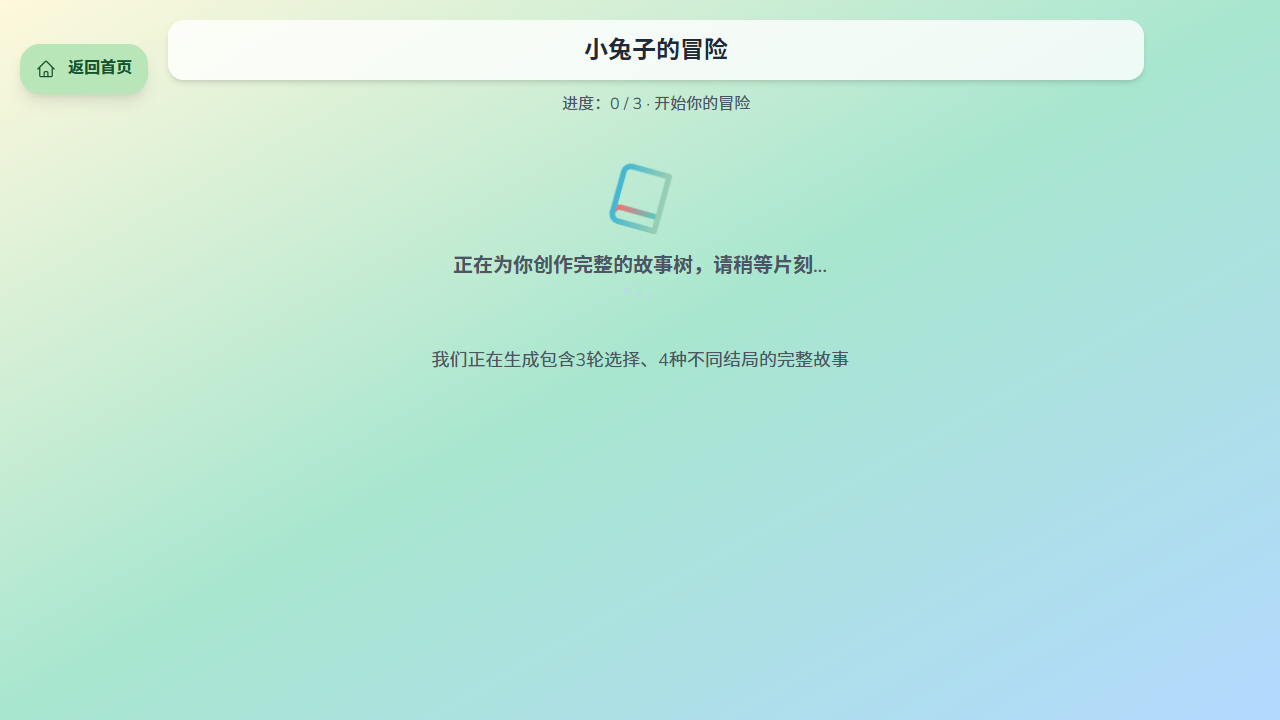 返回首页
小兔子的冒险
进度：0 / 3 · 开始你的冒险
正在为你创作完整的故事树，请稍等片刻...
我们正在生成包含3轮选择、4种不同结局的完整故事